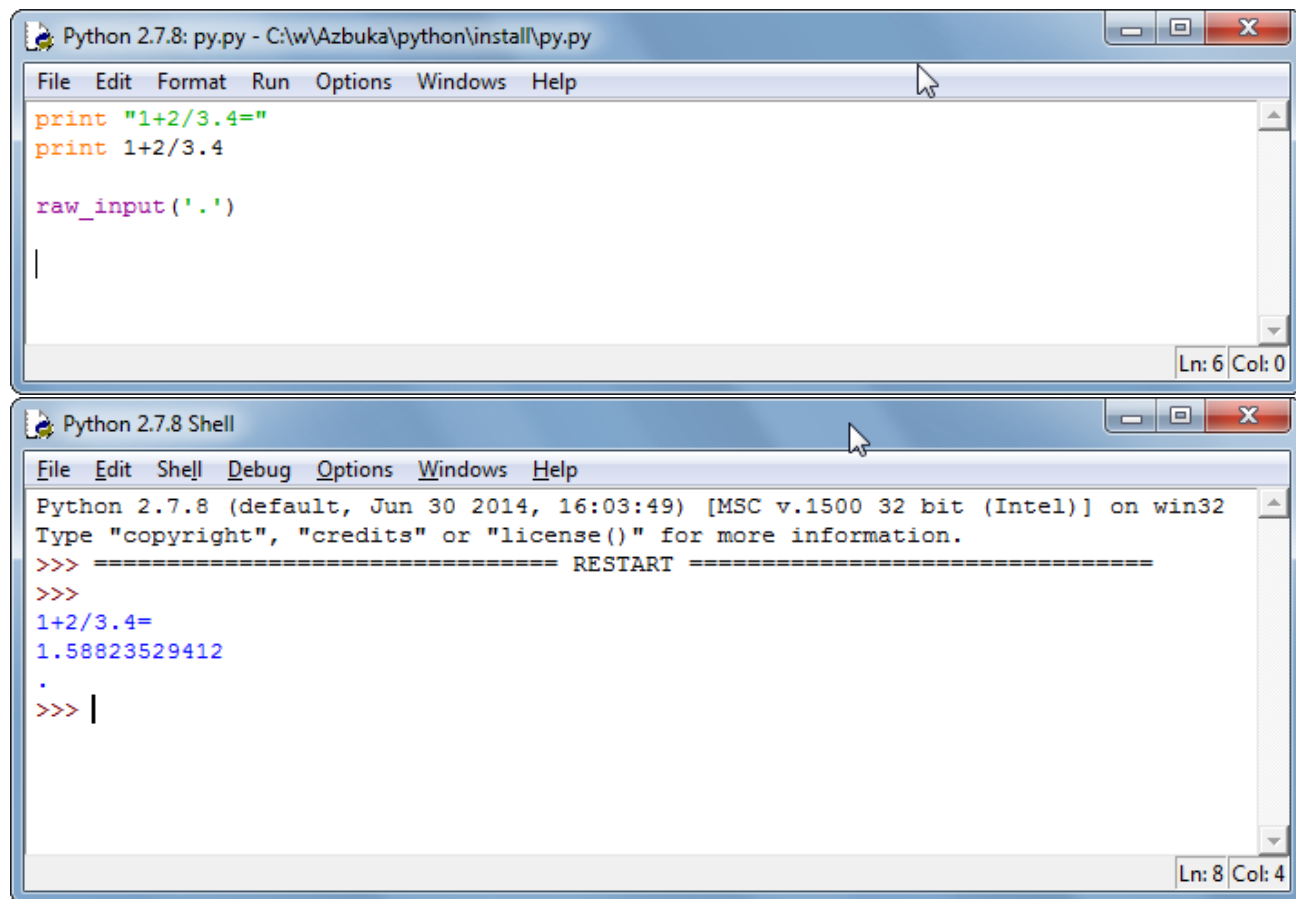 Python 2.7.8: py.py - C:\w\Azbuka\python\install\py.py
File Edit Format Run Options Windows Help
print "1+2/3.4="
print 1+2/3.4
raw_input('.')
Ln: 6 Col: 0
Python 2.7.8 Shell
File Edit Shell Debug Options Windows Help
Python 2.7.8 (default, Jun 30 2014, 16:03:49) [MSC v.1500 32 bit (Intel)] on win32
Type "copyright", "credits" or "license()" for more information.
>>> ================================ RESTART ================================
>>>
1+2/3.4=
1.58823529412
.
>>>
Ln: 8 Col: 4